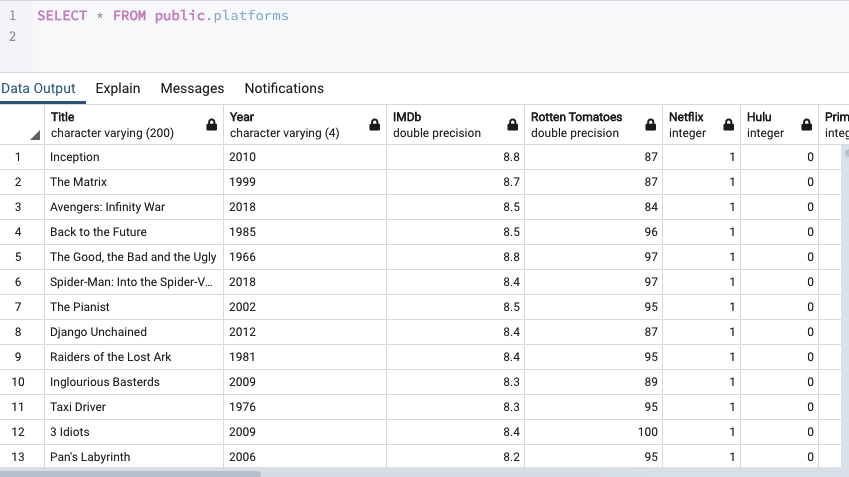 1 SELECT * FROM public.platforms
2
Data Output Explain Messages Notifications
Title Year IMDb Rotten Tomatoes Netflix Hulu Prim
character varying (200) character varying (4) double precision double precision integer integer integ
1 Inception 2010 8.8 87 1 0
2 The Matrix 1999 8.7 87 1 0
3 Avengers: Infinity War 2018 8.5 84 1 0
4 Back to the Future 1985 8.5 96 1 0
5 The Good, the Bad and the Ugly 1966 8.8 97 1 0
6 Spider-Man: Into the Spider-V... 2018 8.4 97 1 0
7 The Pianist 2002 8.5 95 1 0
8 Django Unchained 2012 8.4 87 1 0
9 Raiders of the Lost Ark 1981 8.4 95 1 0
10 Inglourious Basterds 2009 8.3 89 1 0
11 Taxi Driver 1976 8.3 95 1 0
12 3 Idiots 2009 8.4 100 1 0
13 Pan's Labyrinth 2006 8.2 95 1 0